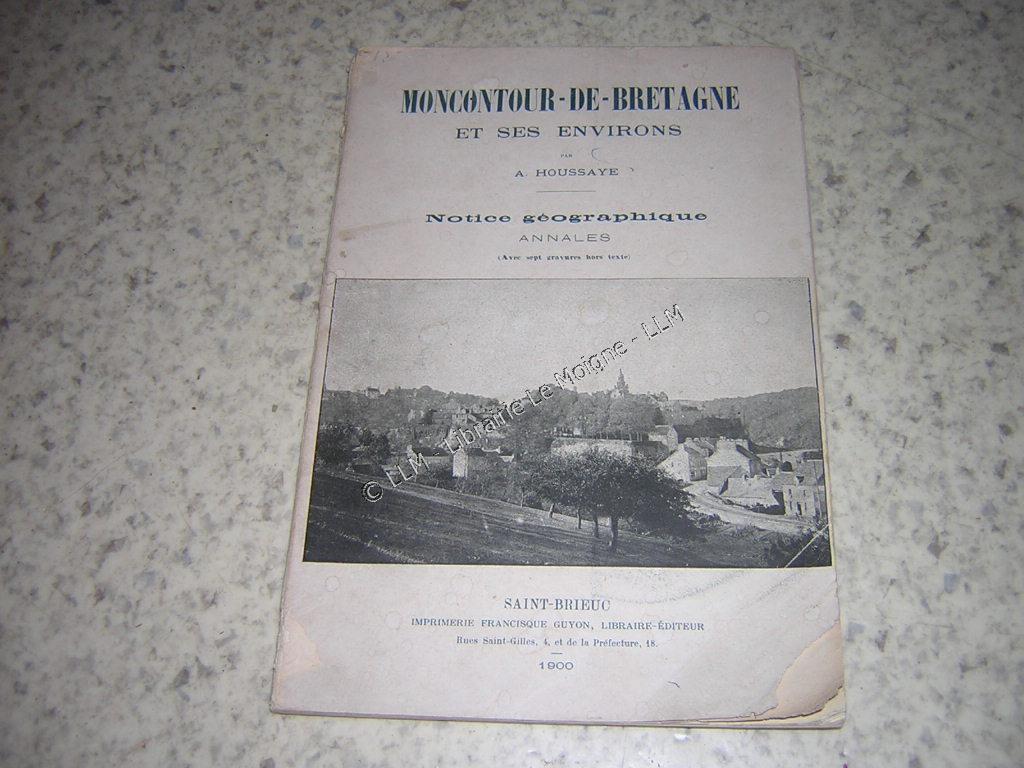 MONCONTOUR-DE-BRETAGNE
ET SES ENVIRONS
PAR
A. HOUSSAYE
Notice géographique
ANNALES
(Avec sept gravures hors texte)
© LLM - Librairie Le Moigne - LLM
SAINT-BRIEUC
IMPRIMERIE FRANCISQUE GUYON, LIBRAIRE-ÉDITEUR
Rues Saint-Gilles, 4, et de la Préfecture, 18.
1900